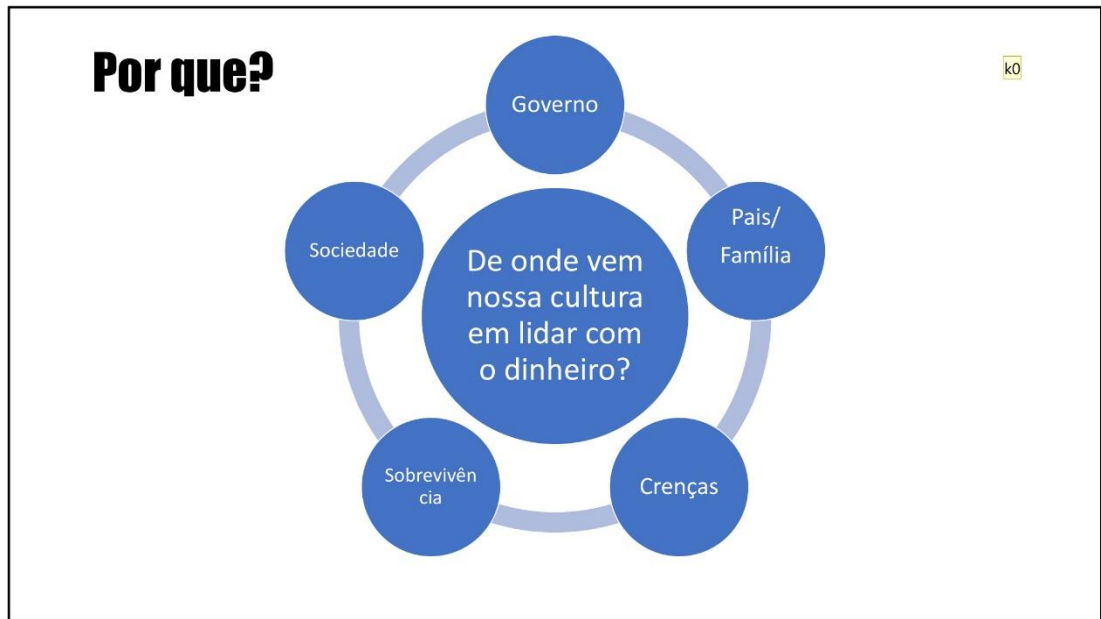 Por que?
k0
Governo
Pais/
Família
Crenças
Sobrevivên
cia
Sociedade
De onde vem
nossa cultura
em lidar com
o dinheiro?